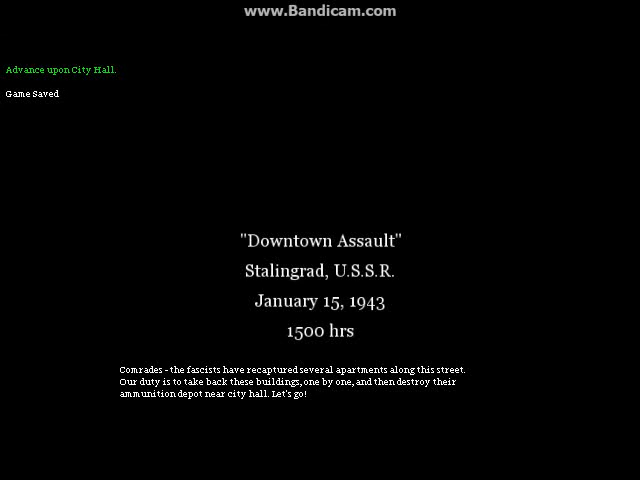 www.Bandicam.com
Advance upon City Hall.
Game Saved
"Downtown Assault"
Stalingrad, U.S.S.R.
January 15, 1943
1500 hrs
Comrades - the fascists have recaptured several apartments along this street.
Our duty is to take back these buildings, one by one, and then destroy their
ammunition depot near city hall. Let's go!